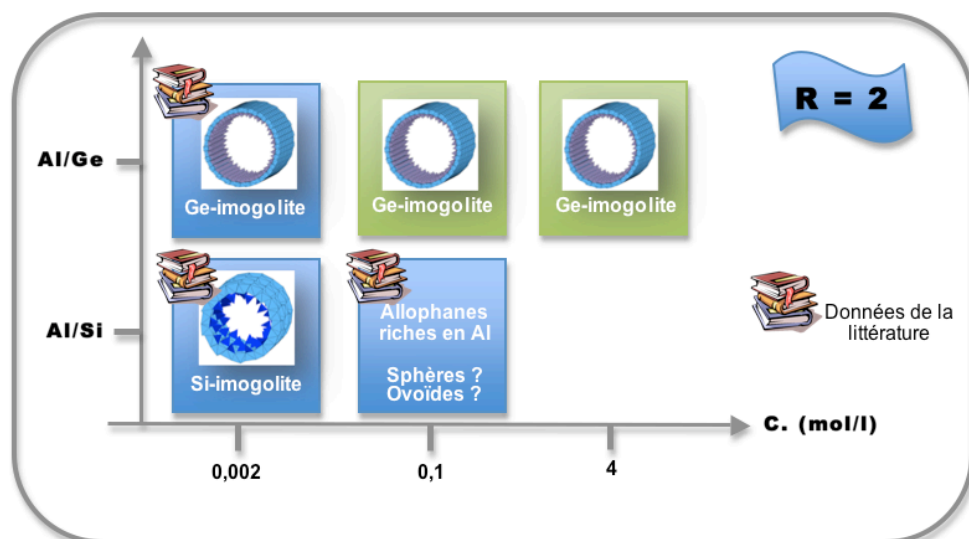 R = 2
Al/Ge
Ge-imogolite
Ge-imogolite
Ge-imogolite
Al/Si
Si-imogolite
Allophanes
riches en Al
Sphères ?
Ovoïdes ?
Données de la
littérature
C. (mol/l)
0,002
0,1
4